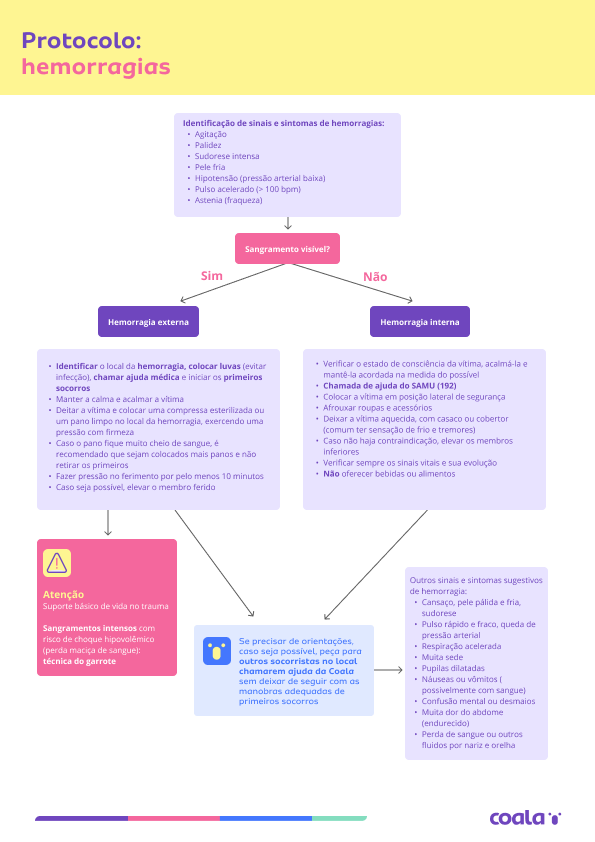 Protocolo:
hemorragias
Identificação de sinais e sintomas de hemorragias:
• Agitação
• Palidez
• Sudorese intensa
• Pele fria
• Hipotensão (pressão arterial baixa)
• Pulso acelerado (> 100 bpm)
• Astenia (fraqueza)
Sangramento visível?
Sim
Não
Hemorragia externa
Hemorragia interna
• Identificar o local da hemorragia, colocar luvas (evitar
infecção), chamar ajuda médica e iniciar os primeiros
socorros
• Manter a calma e acalmar a vítima
• Deitar a vítima e colocar uma compressa esterilizada ou
um pano limpo no local da hemorragia, exercendo uma
pressão com firmeza
• Caso o pano fique muito cheio de sangue, é
recomendado que sejam colocados mais panos e não
retirar os primeiros
• Fazer pressão no ferimento por pelo menos 10 minutos
• Caso seja possível, elevar o membro ferido
• Verificar o estado de consciência da vítima, acalmá-la e
mantê-la acordada na medida do possível
• Chamada de ajuda do SAMU (192)
• Colocar a vítima em posição lateral de segurança
• Afrouxar roupas e acessórios
• Deixar a vítima aquecida, com casaco ou cobertor
(comum ter sensação de frio e tremores)
• Caso não haja contraindicação, elevar os membros
inferiores
• Verificar sempre os sinais vitais e sua evolução
• Não oferecer bebidas ou alimentos
Atenção
Suporte básico de vida no trauma
Sangramentos intensos com
risco de choque hipovolêmico
(perda maciça de sangue):
técnica do garrote
Se precisar de orientações,
caso seja possível, peça para
outros socorristas no local
chamarem ajuda da Coala
sem deixar de seguir com as
manobras adequadas de
primeiros socorros
Outros sinais e sintomas sugestivos
de hemorragia:
• Cansaço, pele pálida e fria,
sudorese
• Pulso rápido e fraco, queda de
pressão arterial
• Respiração acelerada
• Muita sede
• Pupilas dilatadas
• Náuseas ou vômitos (
possivelmente com sangue)
• Confusão mental ou desmaios
• Muita dor do abdome
(endurecido)
• Perda de sangue ou outros
fluidos por nariz e orelha
coala